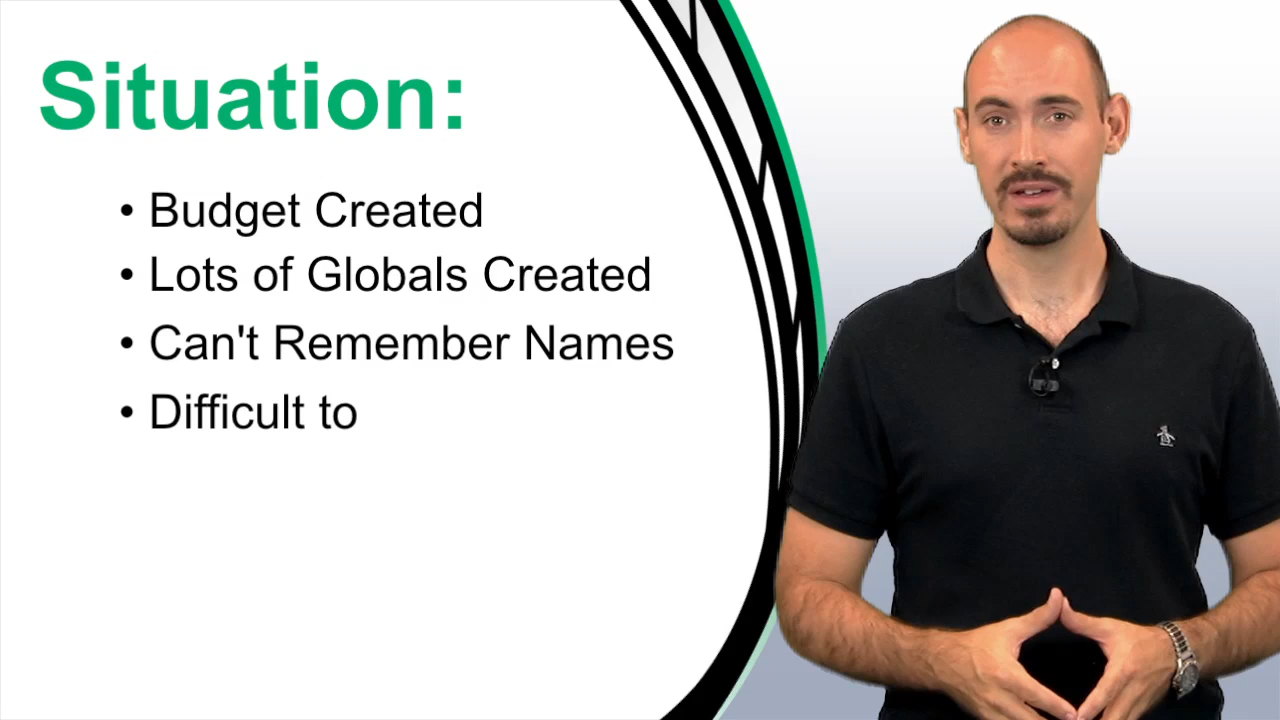 Situation:
• Budget Created
• Lots of Globals Created
• Can't Remember Names
• Difficult to